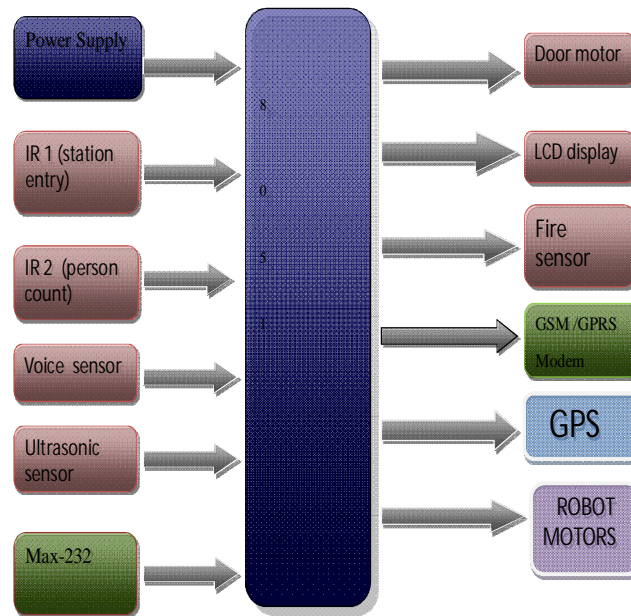 Power Supply
IR 1 (station
entry)
IR 2 (person
count)
Voice sensor
Ultrasonic
sensor
Max-232
8
0
5
1
Door motor
LCD display
Fire
sensor
GSM /GPRS
Modem
GPS
ROBOT
MOTORS